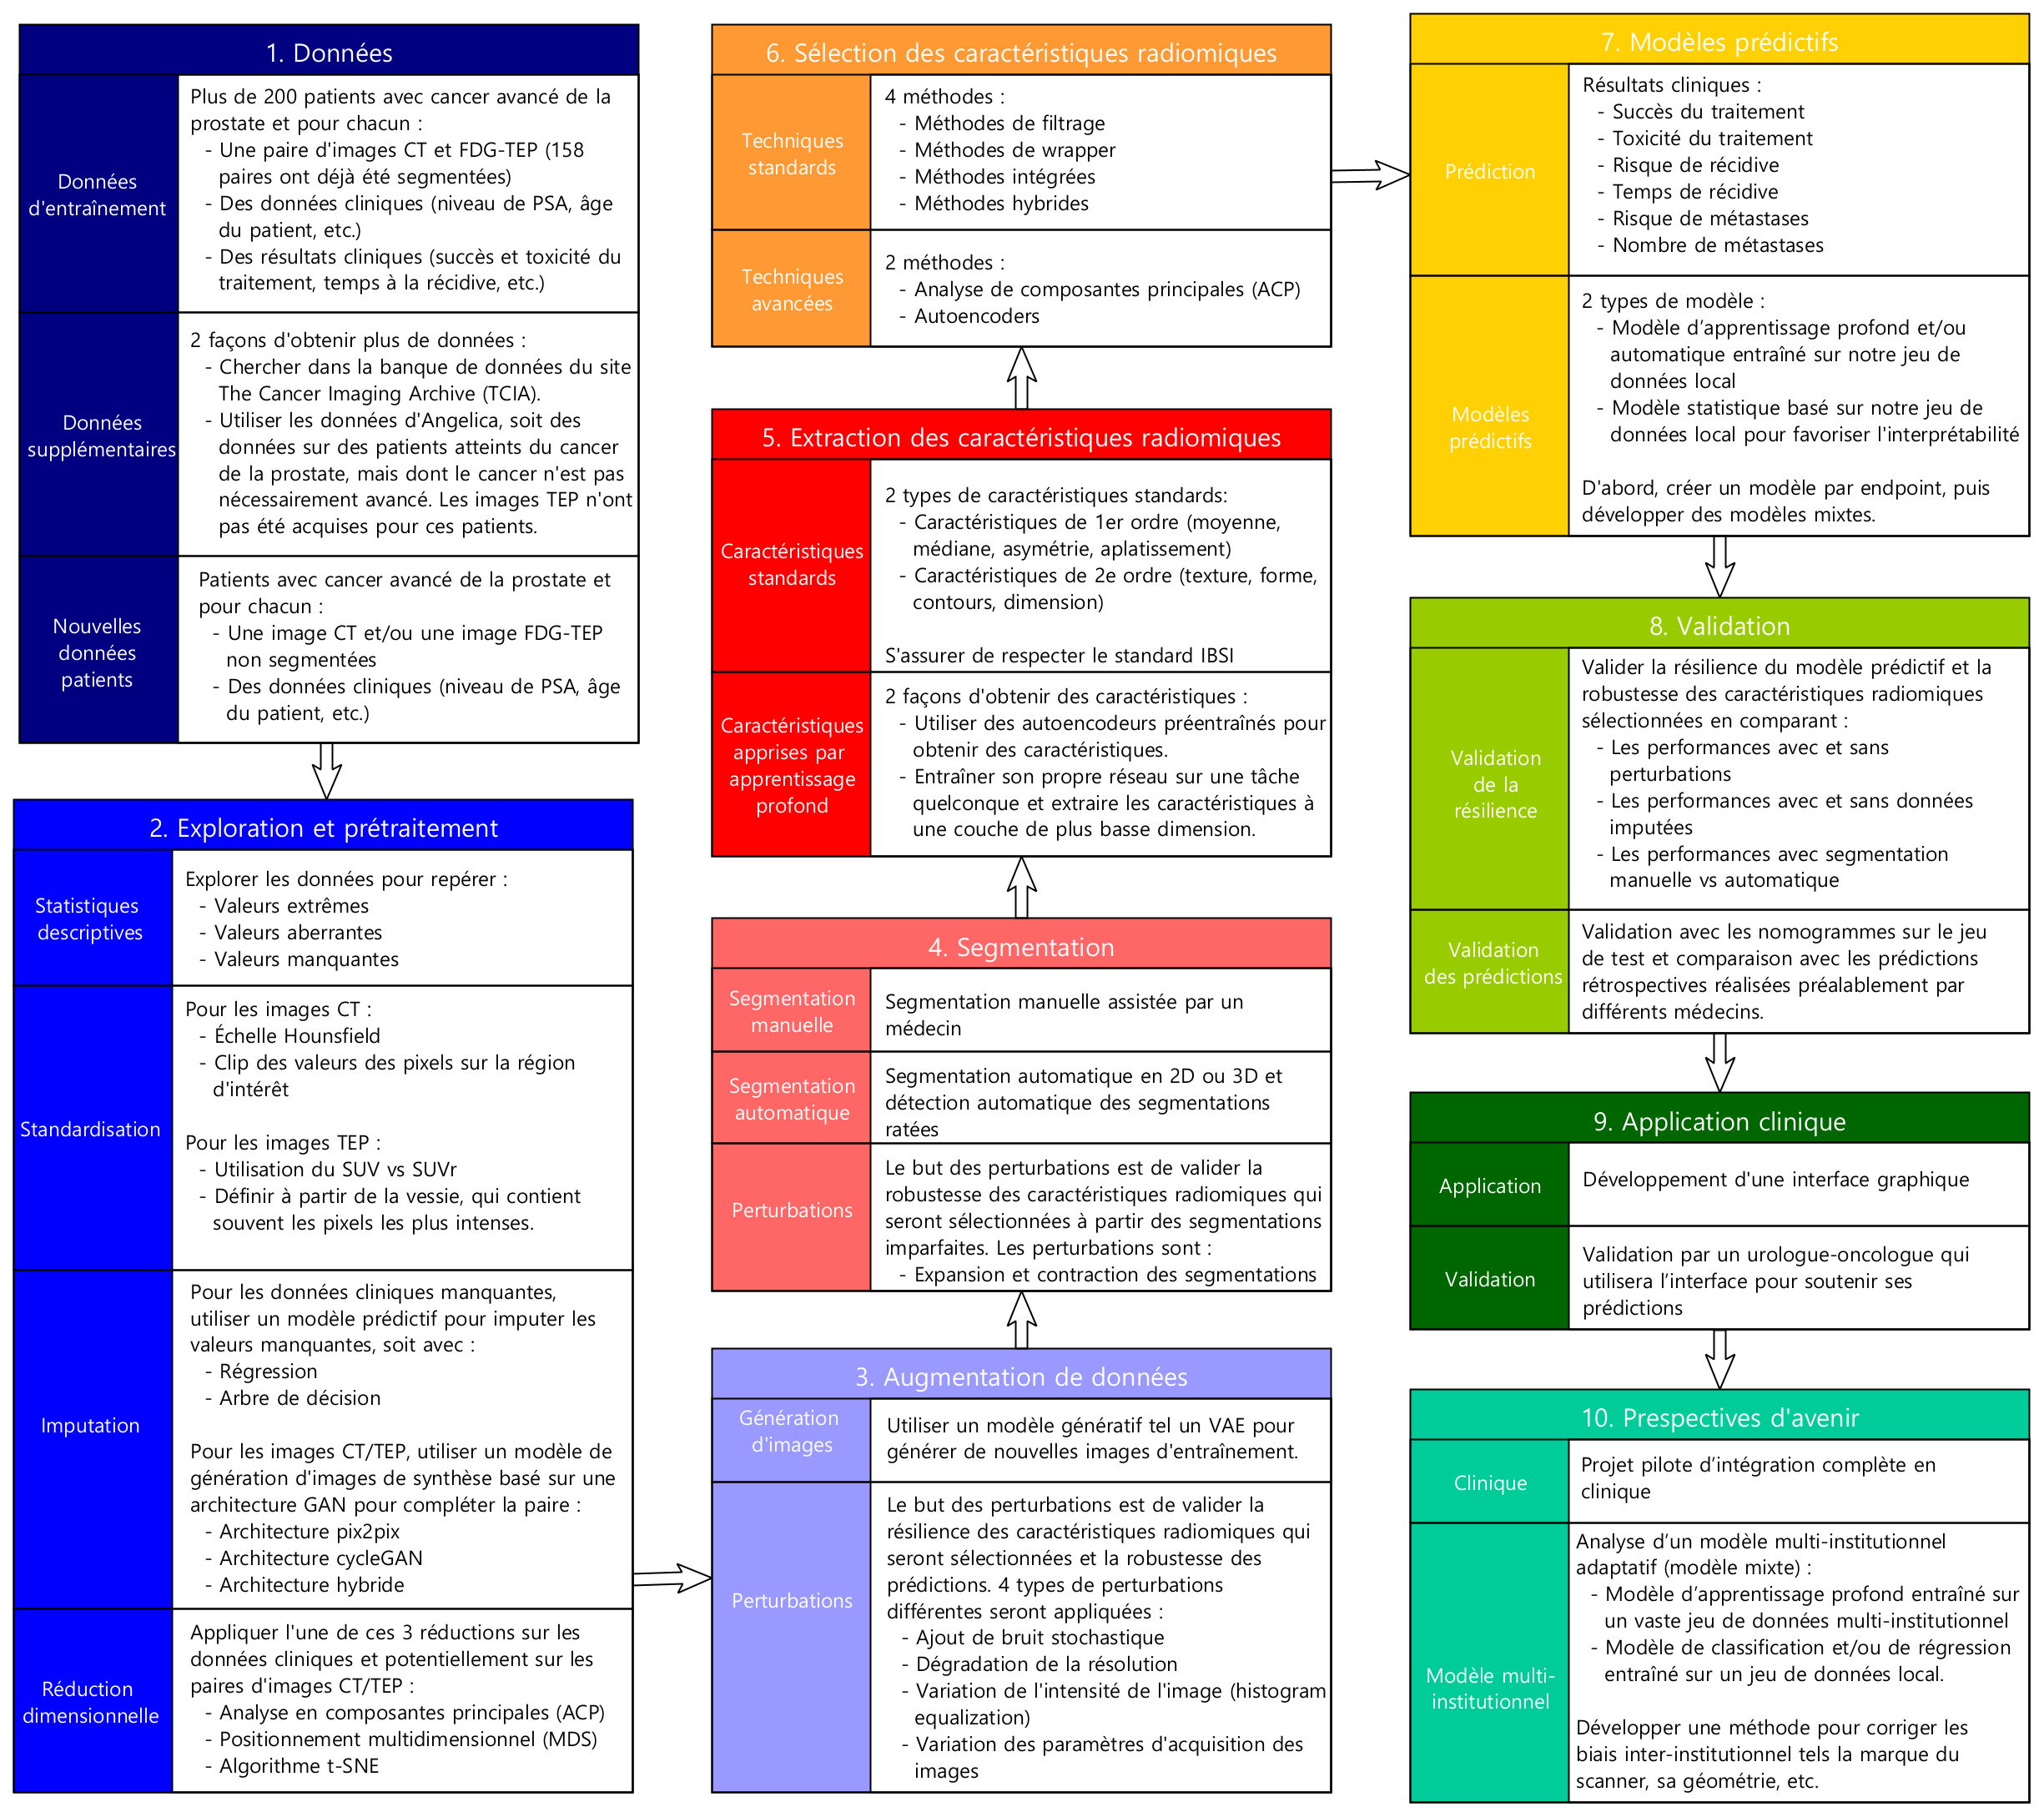 1. Données
Données
d'entraînement
Plus de 200 patients avec cancer avancé de la
prostate et pour chacun :
- Une paire d'images CT et FDG-TEP (158
paires ont déjà été segmentées)
- Des données cliniques (niveau de PSA, âge
du patient, etc.)
- Des résultats cliniques (succès et toxicité du
traitement, temps à la récidive, etc.)
Données
supplémentaires
2 façons d'obtenir plus de données :
- Chercher dans la banque de données du site
The Cancer Imaging Archive (TCIA).
- Utiliser les données d'Angelica, soit des
données sur des patients atteints du cancer
de la prostate, mais dont le cancer n'est pas
nécessairement avancé. Les images TEP n'ont
pas été acquises pour ces patients.
Nouvelles
données
patients
Patients avec cancer avancé de la prostate et
pour chacun :
- Une image CT et/ou une image FDG-TEP
non segmentées
- Des données cliniques (niveau de PSA, âge
du patient, etc.)
2. Exploration et prétraitement
Statistiques
descriptives
Explorer les données pour repérer :
- Valeurs extrêmes
- Valeurs aberrantes
- Valeurs manquantes
Standardisation
Pour les images CT :
- Échelle Hounsfield
- Clip des valeurs des pixels sur la région
d'intérêt
Pour les images TEP :
- Utilisation du SUV vs SUVr
- Définir à partir de la vessie, qui contient
souvent les pixels les plus intenses.
Imputation
Pour les données cliniques manquantes,
utiliser un modèle prédictif pour imputer les
valeurs manquantes, soit avec :
- Régression
- Arbre de décision
Pour les images CT/TEP, utiliser un modèle de
génération d'images de synthèse basé sur une
architecture GAN pour compléter la paire :
- Architecture pix2pix
- Architecture cycleGAN
- Architecture hybride
Réduction
dimensionnelle
Appliquer l'une de ces 3 réductions sur les
données cliniques et potentiellement sur les
paires d'images CT/TEP :
- Analyse en composantes principales (ACP)
- Positionnement multidimensionnel (MDS)
- Algorithme t-SNE
3. Augmentation de données
Génération
d'images
Utiliser un modèle génératif tel un VAE pour
générer de nouvelles images d'entraînement.
Perturbations
Le but des perturbations est de valider la
résilience des caractéristiques radiomiques qui
seront sélectionnées et la robustesse des
prédictions. 4 types de perturbations
différentes seront appliquées :
- Ajout de bruit stochastique
- Dégradation de la résolution
- Variation de l'intensité de l'image (histogram
equalization)
- Variation des paramètres d'acquisition des
images
4. Segmentation
Segmentation
manuelle
Segmentation manuelle assistée par un
médecin
Segmentation
automatique
Segmentation automatique en 2D ou 3D et
détection automatique des segmentations
ratées
Perturbations
Le but des perturbations est de valider la
robustesse des caractéristiques radiomiques qui
seront sélectionnées à partir des segmentations
imparfaites. Les perturbations sont :
- Expansion et contraction des segmentations
5. Extraction des caractéristiques radiomiques
Caractéristiques
standards
2 types de caractéristiques standards:
- Caractéristiques de 1er ordre (moyenne,
médiane, asymétrie, aplatissement)
- Caractéristiques de 2e ordre (texture, forme,
contours, dimension)
S'assurer de respecter le standard IBSI
Caractéristiques
apprises par
apprentissage
profond
2 façons d'obtenir des caractéristiques :
- Utiliser des autoencodeurs préentraînés pour
obtenir des caractéristiques.
- Entraîner son propre réseau sur une tâche
quelconque et extraire les caractéristiques à
une couche de plus basse dimension.
6. Sélection des caractéristiques radiomiques
Techniques
standards
4 méthodes :
- Méthodes de filtrage
- Méthodes de wrapper
- Méthodes intégrées
- Méthodes hybrides
Techniques
avancées
2 méthodes :
- Analyse de composantes principales (ACP)
- Autoencoders
7. Modèles prédictifs
Prédiction
Résultats cliniques :
- Succès du traitement
- Toxicité du traitement
- Risque de récidive
- Temps de récidive
- Risque de métastases
- Nombre de métastases
Modèles
prédictifs
2 types de modèle :
- Modèle d’apprentissage profond et/ou
automatique entraîné sur notre jeu de
données local
- Modèle statistique basé sur notre jeu de
données local pour favoriser l'interprétabilité
D'abord, créer un modèle par endpoint, puis
développer des modèles mixtes.
8. Validation
Validation
de la
résilience
Valider la résilience du modèle prédictif et la
robustesse des caractéristiques radiomiques
sélectionnées en comparant :
- Les performances avec et sans
perturbations
- Les performances avec et sans données
imputées
- Les performances avec segmentation
manuelle vs automatique
Validation
des prédictions
Validation avec les nomogrammes sur le jeu
de test et comparaison avec les prédictions
rétrospectives réalisées préalablement par
différents médecins.
9. Application clinique
Application
Développement d'une interface graphique
Validation
Validation par un urologue-oncologue qui
utilisera l’interface pour soutenir ses
prédictions
10. Prespectives d'avenir
Clinique
Projet pilote d’intégration complète en
clinique
Modèle multi-
institutionnel
Analyse d’un modèle multi-institutionnel
adaptatif (modèle mixte) :
- Modèle d’apprentissage profond entraîné sur
un vaste jeu de données multi-institutionnel
- Modèle de classification et/ou de régression
entraîné sur un jeu de données local.
Développer une méthode pour corriger les
biais inter-institutionnel tels la marque du
scanner, sa géométrie, etc.